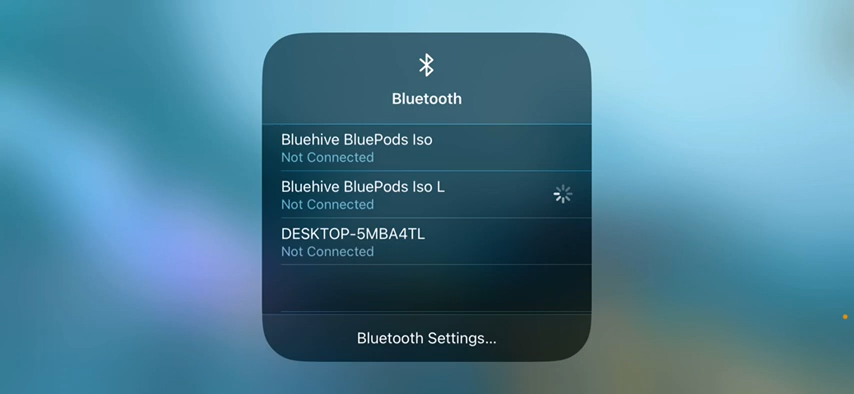 Bluetooth
Bluehive BluePods Iso
Not Connected
Bluehive BluePods Iso L
Not Connected
DESKTOP-5MBA4TL
Not Connected
Bluetooth Settings...